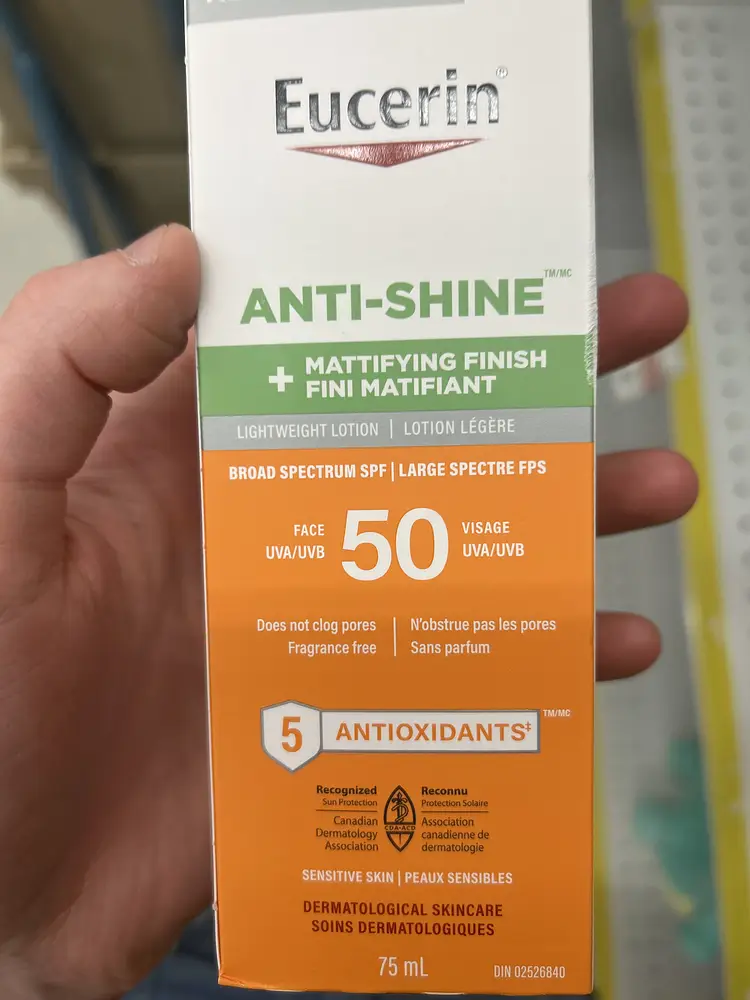 Eucerin®
ANTI-SHINE TM/MC
+ MATTIFYING FINISH
FINI MATIFIANT
LIGHTWEIGHT LOTION | LOTION LÉGÈRE
BROAD SPECTRUM SPF | LARGE SPECTRE FPS
FACE
UVA/UVB
50
VISAGE
UVA/UVB
Does not clog pores
Fragrance free
N'obstrue pas les pores
Sans parfum
5 ANTIOXIDANTS‡ TM/MC
Recognized
Sun Protection
Canadian
Dermatology
Association
CDA-ACD
Reconnu
Protection Solaire
Association
canadienne de
dermatologie
SENSITIVE SKIN | PEAUX SENSIBLES
DERMATOLOGICAL SKINCARE
SOINS DERMATOLOGIQUES
75 mL
DIN 02526840